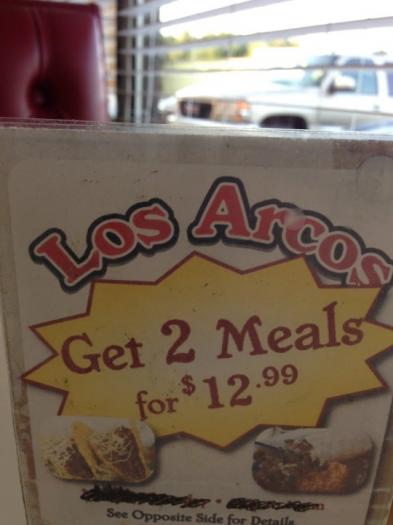 Los Arcos
Get 2 Meals
for $12.99
See Opposite Side for Details